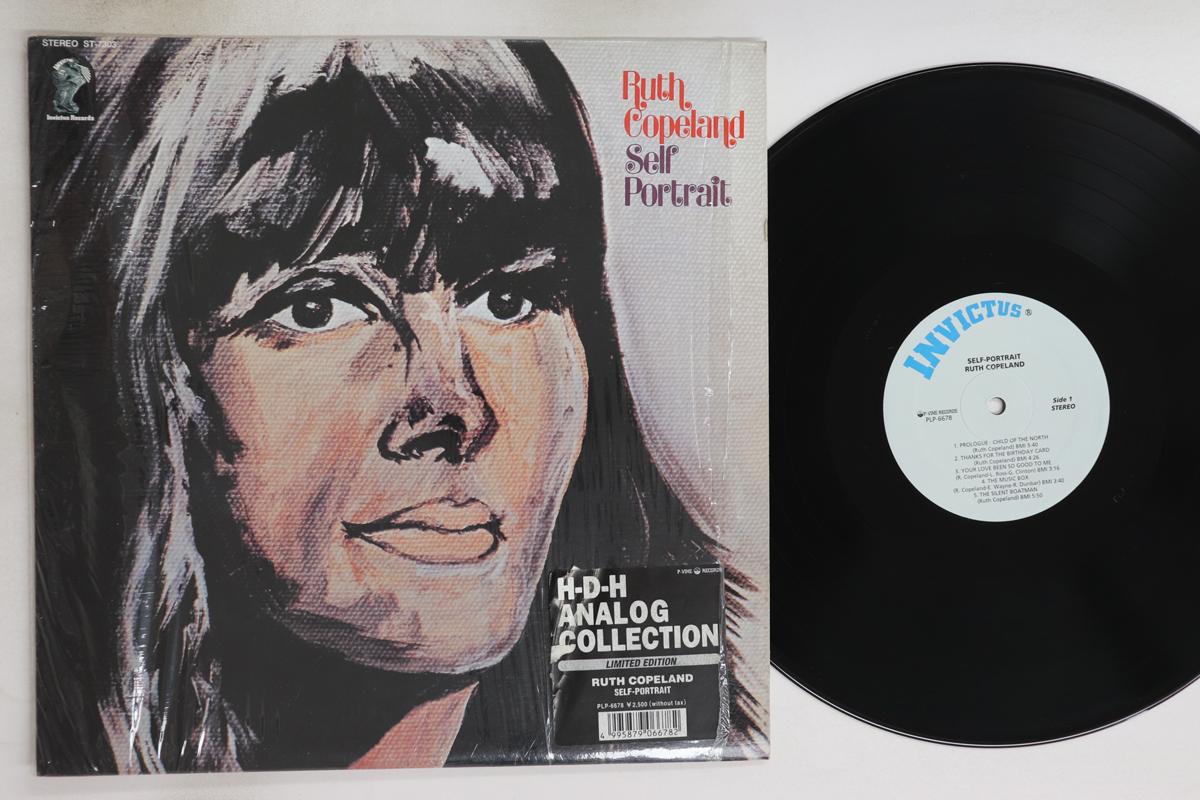 STEREO ST-7303
Invictus Records
Ruth
Copeland
Self
Portrait
P-VINE RECORDS
H-D-H
ANALOG
COLLECTION
LIMITED EDITION
RUTH COPELAND
SELF-PORTRAIT
PLP-6678 ¥2,500 (without tax)
4 995879 066782
INVICTUS®
SELF-PORTRAIT
RUTH COPELAND
P-VINE RECORDS
PLP-6678
Side 1
STEREO
1. PROLOGUE: CHILD OF THE NORTH
(Ruth Copeland) BMI 5:40
2. THANKS FOR THE BIRTHDAY CARD
(Ruth Copeland) BMI 4:26
3. YOUR LOVE BEEN SO GOOD TO ME
(R. Copeland-L. Ross-G. Clinton) BMI 3:16
4. THE MUSIC BOX
(R. Copeland-E. Wayne-R. Dunbar) BMI 3:40
5. THE SILENT BOATMAN
(Ruth Copeland) BMI 5:50